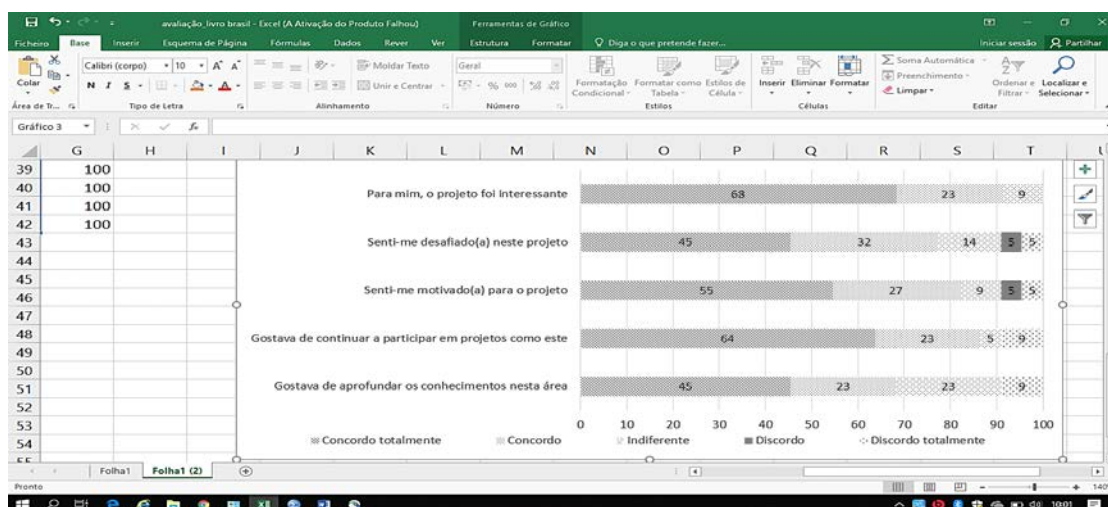 avaliação_livro brasil - Excel (A Ativação do Produto Falhou)
Ferramentas de Gráfico
Ficheiro Base Inserir Esquema de Página Fórmulas Dados Rever Ver Estrutura Formatar Diga o que pretende fazer... Iniciar sessão Partilhar
Colar
Calibri (corpo) 10
N I S
Moldar Texto
Unir e Centrar
Geral
Formatação Condicional
Formatar como Tabela
Estilos de Célula
Inserir Eliminar Formatar
Soma Automática
Preenchimento
Limpar
Ordenar e Filtrar
Localizar e Selecionar
Área de Tr... Tipo de Letra Alinhamento Número Estilos Células Editar
Gráfico 3 fx
G H I J K L M N O P Q R S T
39 100
40 100
41 100
42 100
43
44
45
46
47
48
49
50
51
52
53
54
Para mim, o projeto foi interessante 68 23 9
Senti-me desafiado(a) neste projeto 45 32 14 5 5
Senti-me motivado(a) para o projeto 55 27 9 5 5
Gostava de continuar a participar em projetos como este 64 23 5 9
Gostava de aprofundar os conhecimentos nesta área 45 23 23 9
0 10 20 30 40 50 60 70 80 90 100
Concordo totalmente Concordo Indiferente Discordo Discordo totalmente
Folha1 Folha1 (2)
Pronto
10:01